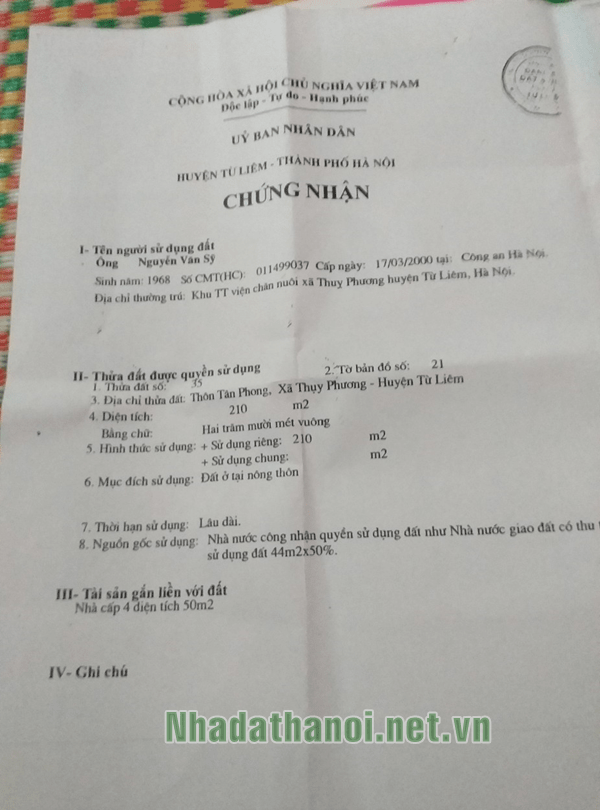 CỘNG HÒA XÃ HỘI CHỦ NGHĨA VIỆT NAM
Độc lập - Tự do - Hạnh phúc
UỶ BAN NHÂN DÂN
HUYỆN TỪ LIÊM - THÀNH PHỐ HÀ NỘI
CHỨNG NHẬN
I- Tên người sử dụng đất
Ông Nguyễn Văn Sỹ
Sinh năm: 1968 Số CMT(HC): 011499037 Cấp ngày: 17/03/2000 tại: Công an Hà Nội.
Địa chỉ thường trú: Khu TT viện chăn nuôi xã Thuỵ Phương huyện Từ Liêm, Hà Nội.
II- Thửa đất được quyền sử dụng
1. Thửa đất số: 35 2. Tờ bản đồ số: 21
3. Địa chỉ thửa đất: Thôn Tân Phong, Xã Thụy Phương - Huyện Từ Liêm
4. Diện tích: 210 m2
Bằng chữ: Hai trăm mười mét vuông
5. Hình thức sử dụng: + Sử dụng riêng: 210 m2
+ Sử dụng chung: m2
6. Mục đích sử dụng: Đất ở tại nông thôn
7. Thời hạn sử dụng: Lâu dài.
8. Nguồn gốc sử dụng: Nhà nước công nhận quyền sử dụng đất như Nhà nước giao đất có thu
sử dụng đất 44m2x50%.
III- Tài sản gắn liền với đất
Nhà cấp 4 diện tích 50m2
IV- Ghi chú
Nhadathanoi.net.vn